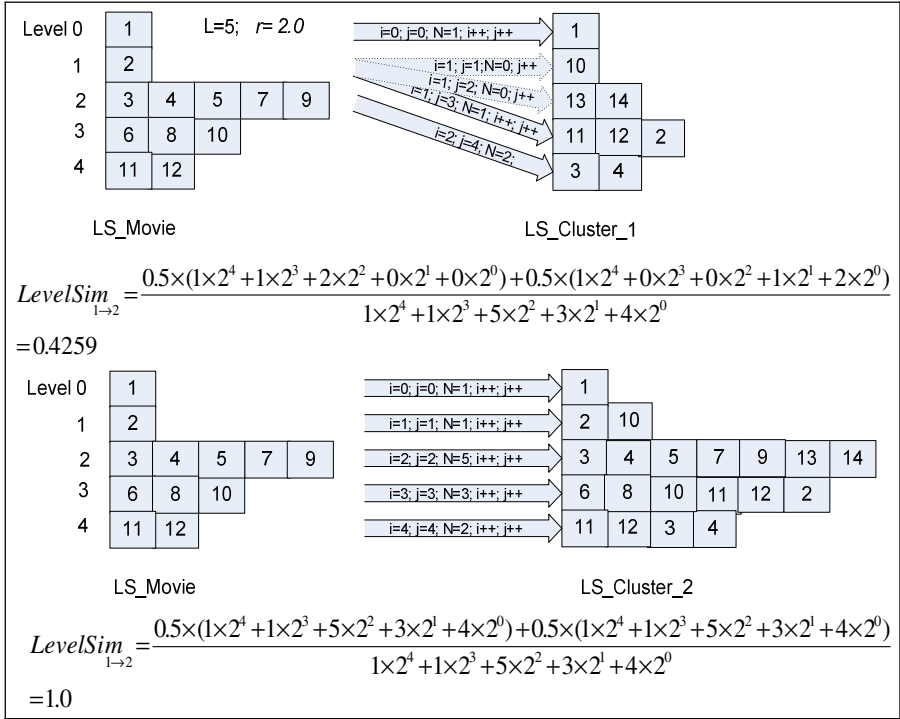 Level 0 1 L=5; r= 2.0 i=0; j=0; N=1; i++; j++ 1
1 2 i=1; j=1;N=0; j++ 10
2 3 4 5 7 9 i=1; j=2; N=0; j++ 13 14
3 6 8 10 i=1; j=3; N=1; i++; j++ 11 12 2
4 11 12 i=2; j=4; N=2; 3 4
LS_Movie LS_Cluster_1
LevelSim 1→2 = 0.5×(1×2^4 +1×2^3 +2×2^2 +0×2^1 +0×2^0)+0.5×(1×2^4 +0×2^3 +0×2^2 +1×2^1 +2×2^0)
1×2^4 +1×2^3 +5×2^2 +3×2^1 +4×2^0
=0.4259
Level 0 1 i=0; j=0; N=1; i++; j++ 1
1 2 i=1; j=1; N=1; i++; j++ 2 10
2 3 4 5 7 9 i=2; j=2; N=5; i++; j++ 3 4 5 7 9 13 14
3 6 8 10 i=3; j=3; N=3; i++; j++ 6 8 10 11 12 2
4 11 12 i=4; j=4; N=2; i++; j++ 11 12 3 4
LS_Movie LS_Cluster_2
LevelSim 1→2 = 0.5×(1×2^4 +1×2^3 +5×2^2 +3×2^1 +4×2^0)+0.5×(1×2^4 +1×2^3 +5×2^2 +3×2^1 +4×2^0)
1×2^4 +1×2^3 +5×2^2 +3×2^1 +4×2^0
=1.0